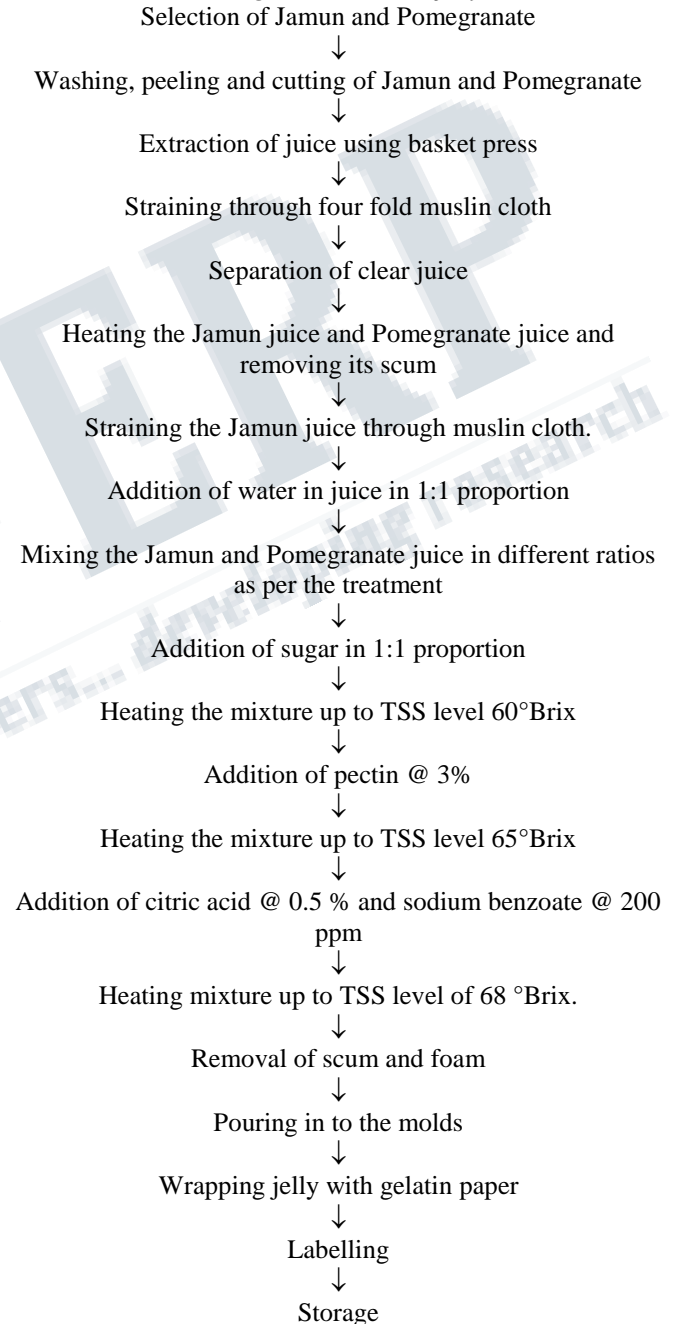 Selection of Jamun and Pomegranate
↓
Washing, peeling and cutting of Jamun and Pomegranate
↓
Extraction of juice using basket press
↓
Straining through four fold muslin cloth
↓
Separation of clear juice
↓
Heating the Jamun juice and Pomegranate juice and
removing its scum
↓
Straining the Jamun juice through muslin cloth.
↓
Addition of water in juice in 1:1 proportion
↓
Mixing the Jamun and Pomegranate juice in different ratios
as per the treatment
↓
Addition of sugar in 1:1 proportion
↓
Heating the mixture up to TSS level 60°Brix
↓
Addition of pectin @ 3%
↓
Heating the mixture up to TSS level 65°Brix
↓
Addition of citric acid @ 0.5 % and sodium benzoate @ 200
ppm
↓
Heating mixture up to TSS level of 68 °Brix.
↓
Removal of scum and foam
↓
Pouring in to the molds
↓
Wrapping jelly with gelatin paper
↓
Labelling
↓
Storage
ERP
ers... developing research